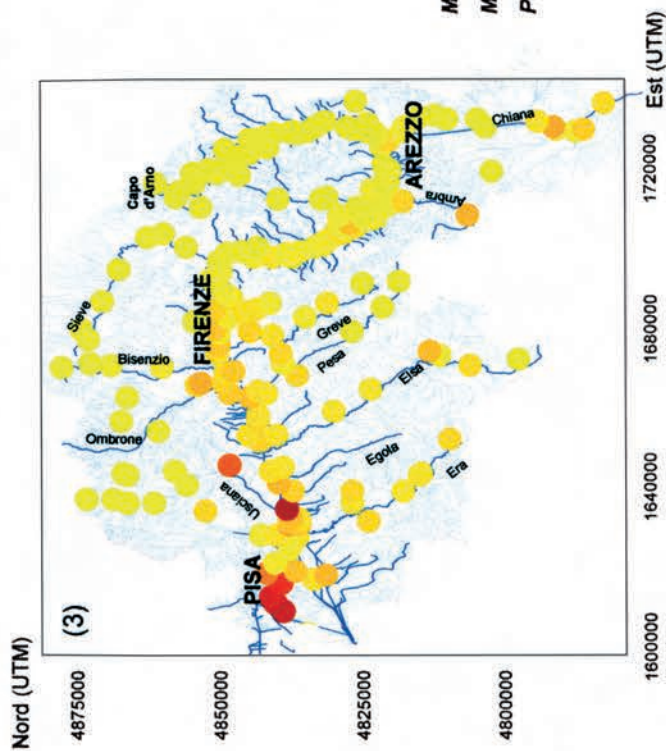 Nord (UTM)
(3)
4875000
4850000
4825000
4800000
1600000
1640000
1680000
1720000
Est (UTM)
Capo
d'Arno
Sieve
Bisenzio
Ombrone
FIRENZE
AREZZO
PISA
Chiana
Ambra
Greve
Pesa
Elsa
Egola
Era
Usciana
M
M
P